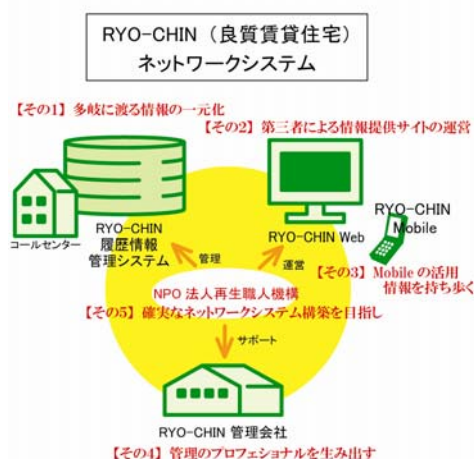 RYO-CHIN (良質賃貸住宅)
ネットワークシステム
【その1】 多岐に渡る情報の一元化
【その2】 第三者による情報提供サイトの運営
コールセンター
RYO-CHIN
履歴情報
管理システム
RYO-CHIN Web
RYO-CHIN
Mobile
管理
運営
【その3】 Mobileの活用
情報を持ち歩く
NPO 法人再生職人機構
【その5】 確実なネットワークシステム構築を目指し
サポート
RYO-CHIN 管理会社
【その4】 管理のプロフェショナルを生み出す